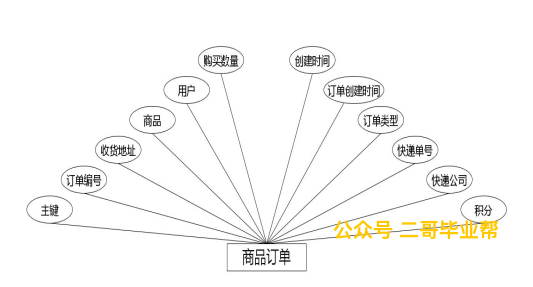 购买数量
创建时间
用户
订单创建时间
商品
订单类型
收货地址
快递单号
订单编号
快递公司
主键
积分
公众号 二哥毕业帮
商品订单